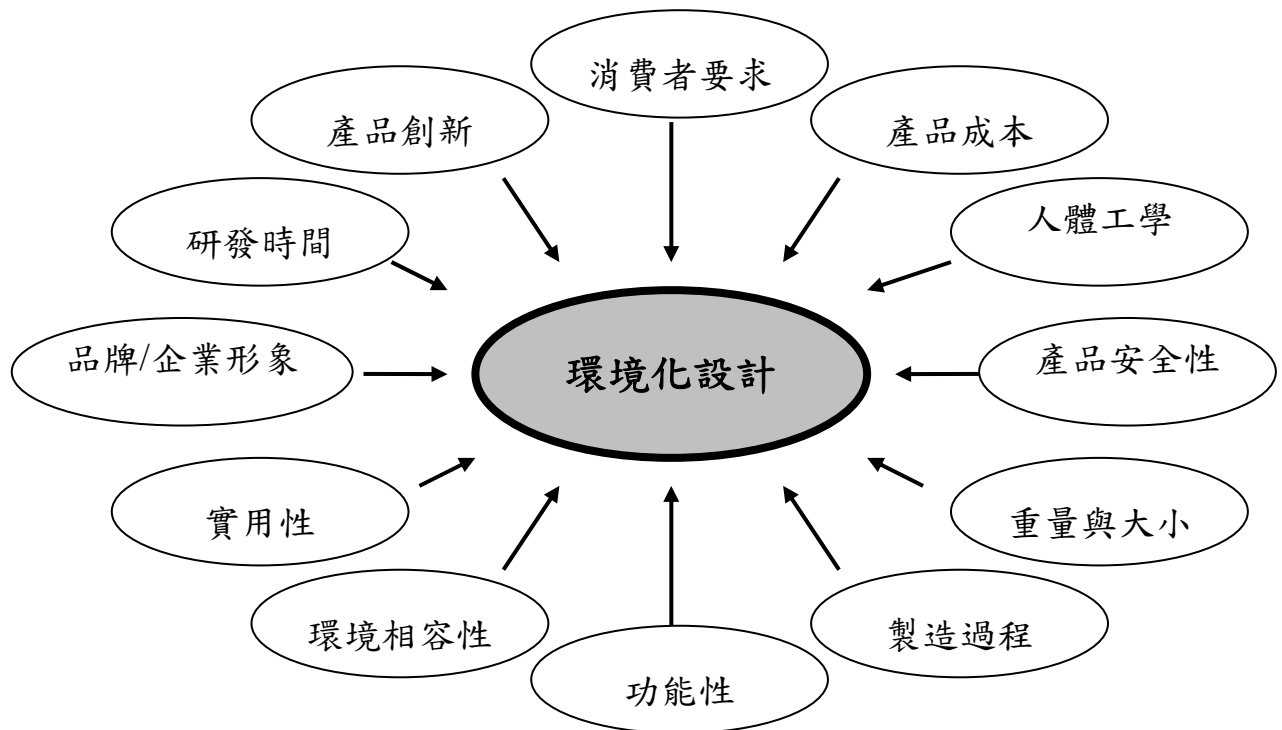 消費者要求
產品創新
產品成本
人體工學
研發時間
品牌/企業形象
環境化設計
產品安全性
實用性
重量與大小
環境相容性
製造過程
功能性